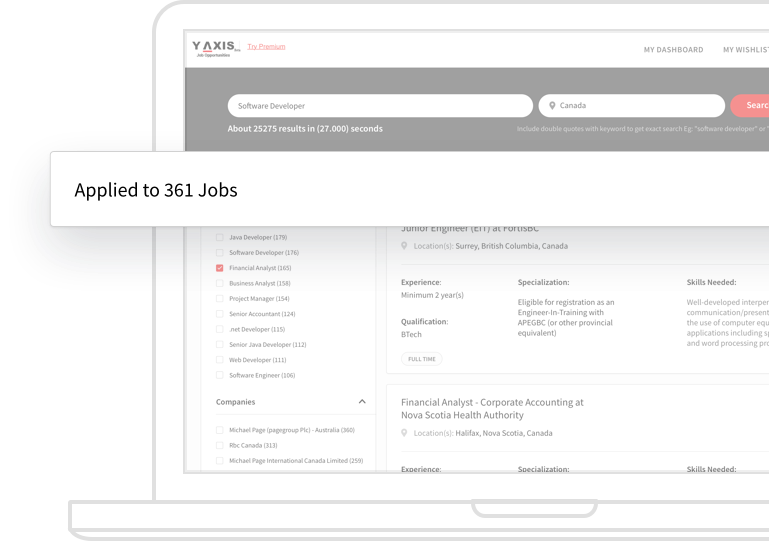 Y AXIS
Job Opportunities
Try Premium
MY DASHBOARD
MY WISHLIST
Software Developer
Canada
Searc
About 25275 results in (27.000) seconds
Include double quotes with keyword to get exact search Eg: "software developer" or "
Applied to 361 Jobs
Java Developer (179)
Software Developer (176)
Financial Analyst (165)
Business Analyst (158)
Project Manager (154)
Senior Accountant (124)
.net Developer (115)
Senior Java Developer (112)
Web Developer (111)
Software Engineer (106)
Companies
Michael Page (pagegroup Plc) - Australia (360)
Rbc Canada (313)
Michael Page International Canada Limited (259)
Junior Engineer (EIT) at FortisBC
Location(s): Surrey, British Columbia, Canada
Experience:
Minimum 2 year(s)
Qualification:
BTech
FULL TIME
Specialization:
Eligible for registration as an
Engineer-In-Training with
APEGBC (or other provincial
equivalent)
Skills Needed:
Well-developed interper
communication/present
the use of computer equ
applications including sp
and word processing pro
Financial Analyst - Corporate Accounting at
Nova Scotia Health Authority
Location(s): Halifax, Nova Scotia, Canada
Experience:
Specialization:
Skills Needed: